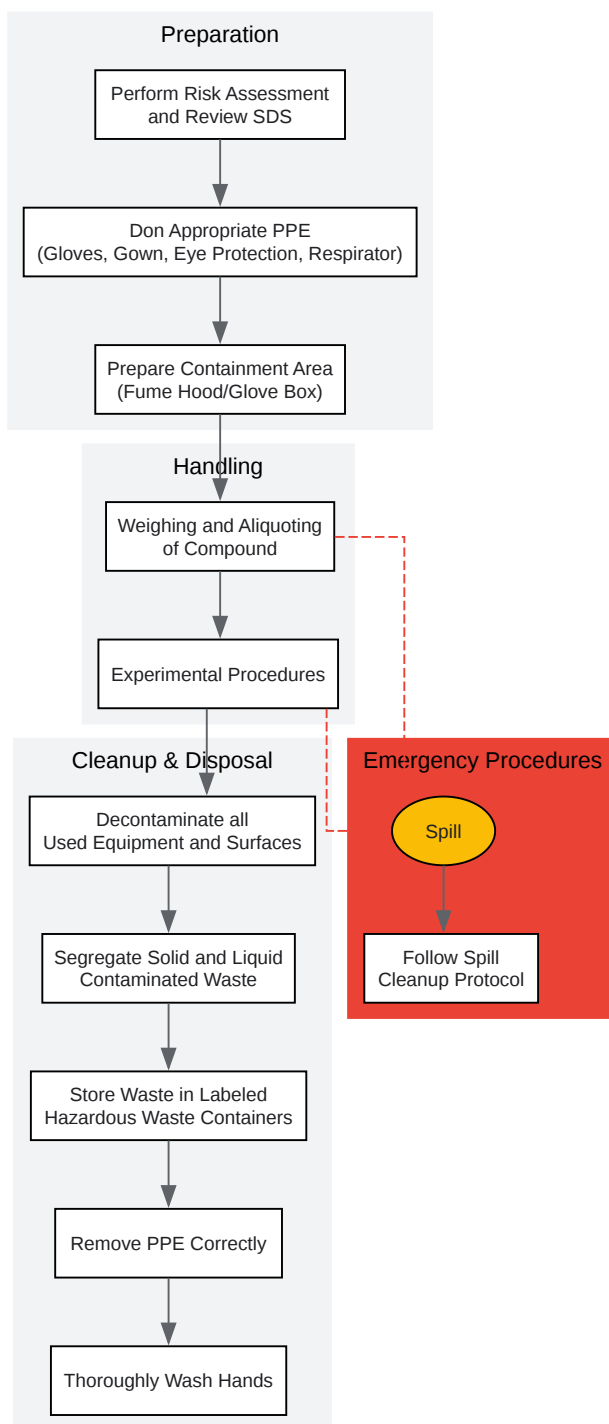 Preparation
Perform Risk Assessment
and Review SDS
Don Appropriate PPE
(Gloves, Gown, Eye Protection, Respirator)
Prepare Containment Area
(Fume Hood/Glove Box)
Handling
Weighing and Aliquoting
of Compound
Experimental Procedures
Cleanup & Disposal
Decontaminate all
Used Equipment and Surfaces
Segregate Solid and Liquid
Contaminated Waste
Store Waste in Labeled
Hazardous Waste Containers
Remove PPE Correctly
Thoroughly Wash Hands
Emergency Procedures
Spill
Follow Spill
Cleanup Protocol